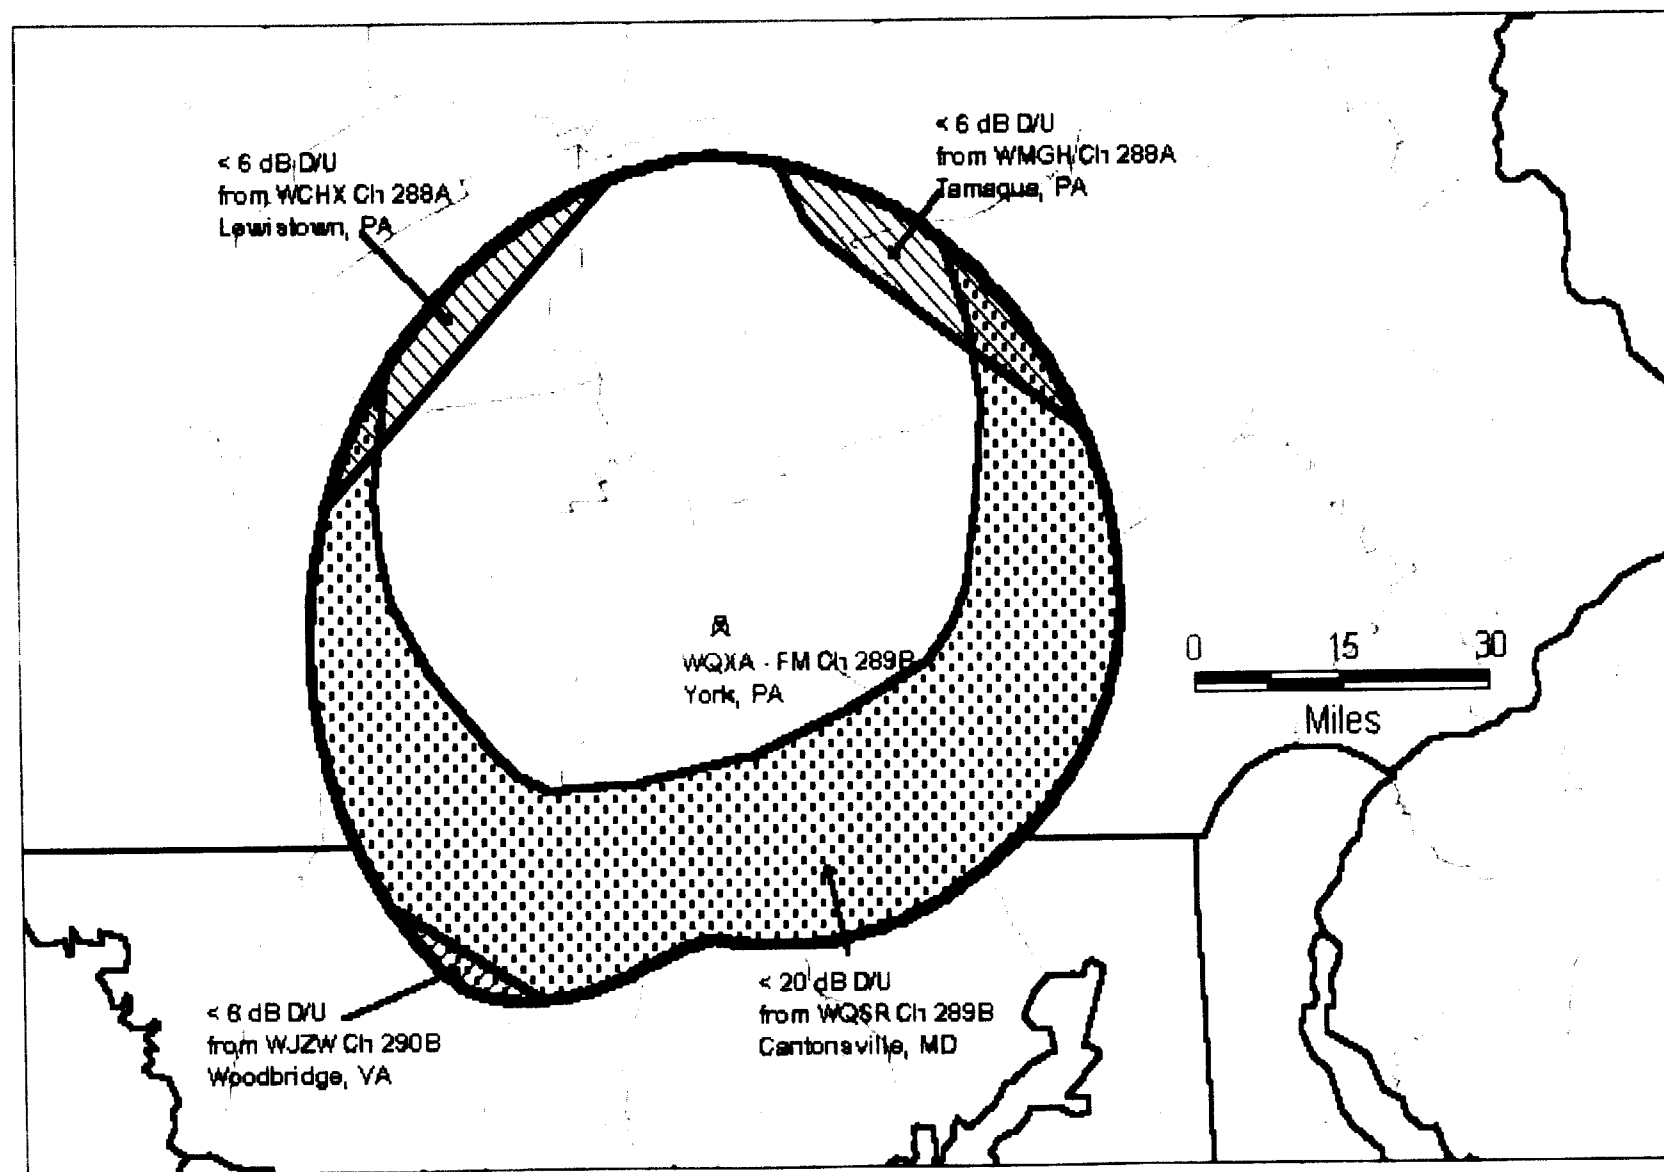 < 6 dB D/U
from WCHX Ch 288A
Lewistown, PA
< 6 dB D/U
from WMGH Ch 288A
Tamaqua, PA
WQXA - FM Ch 289B
York, PA
0 15 30
Miles
< 6 dB D/U
from WJZW Ch 290B
Woodbridge, VA
< 20 dB D/U
from WQSR Ch 289B
Cantonsville, MD